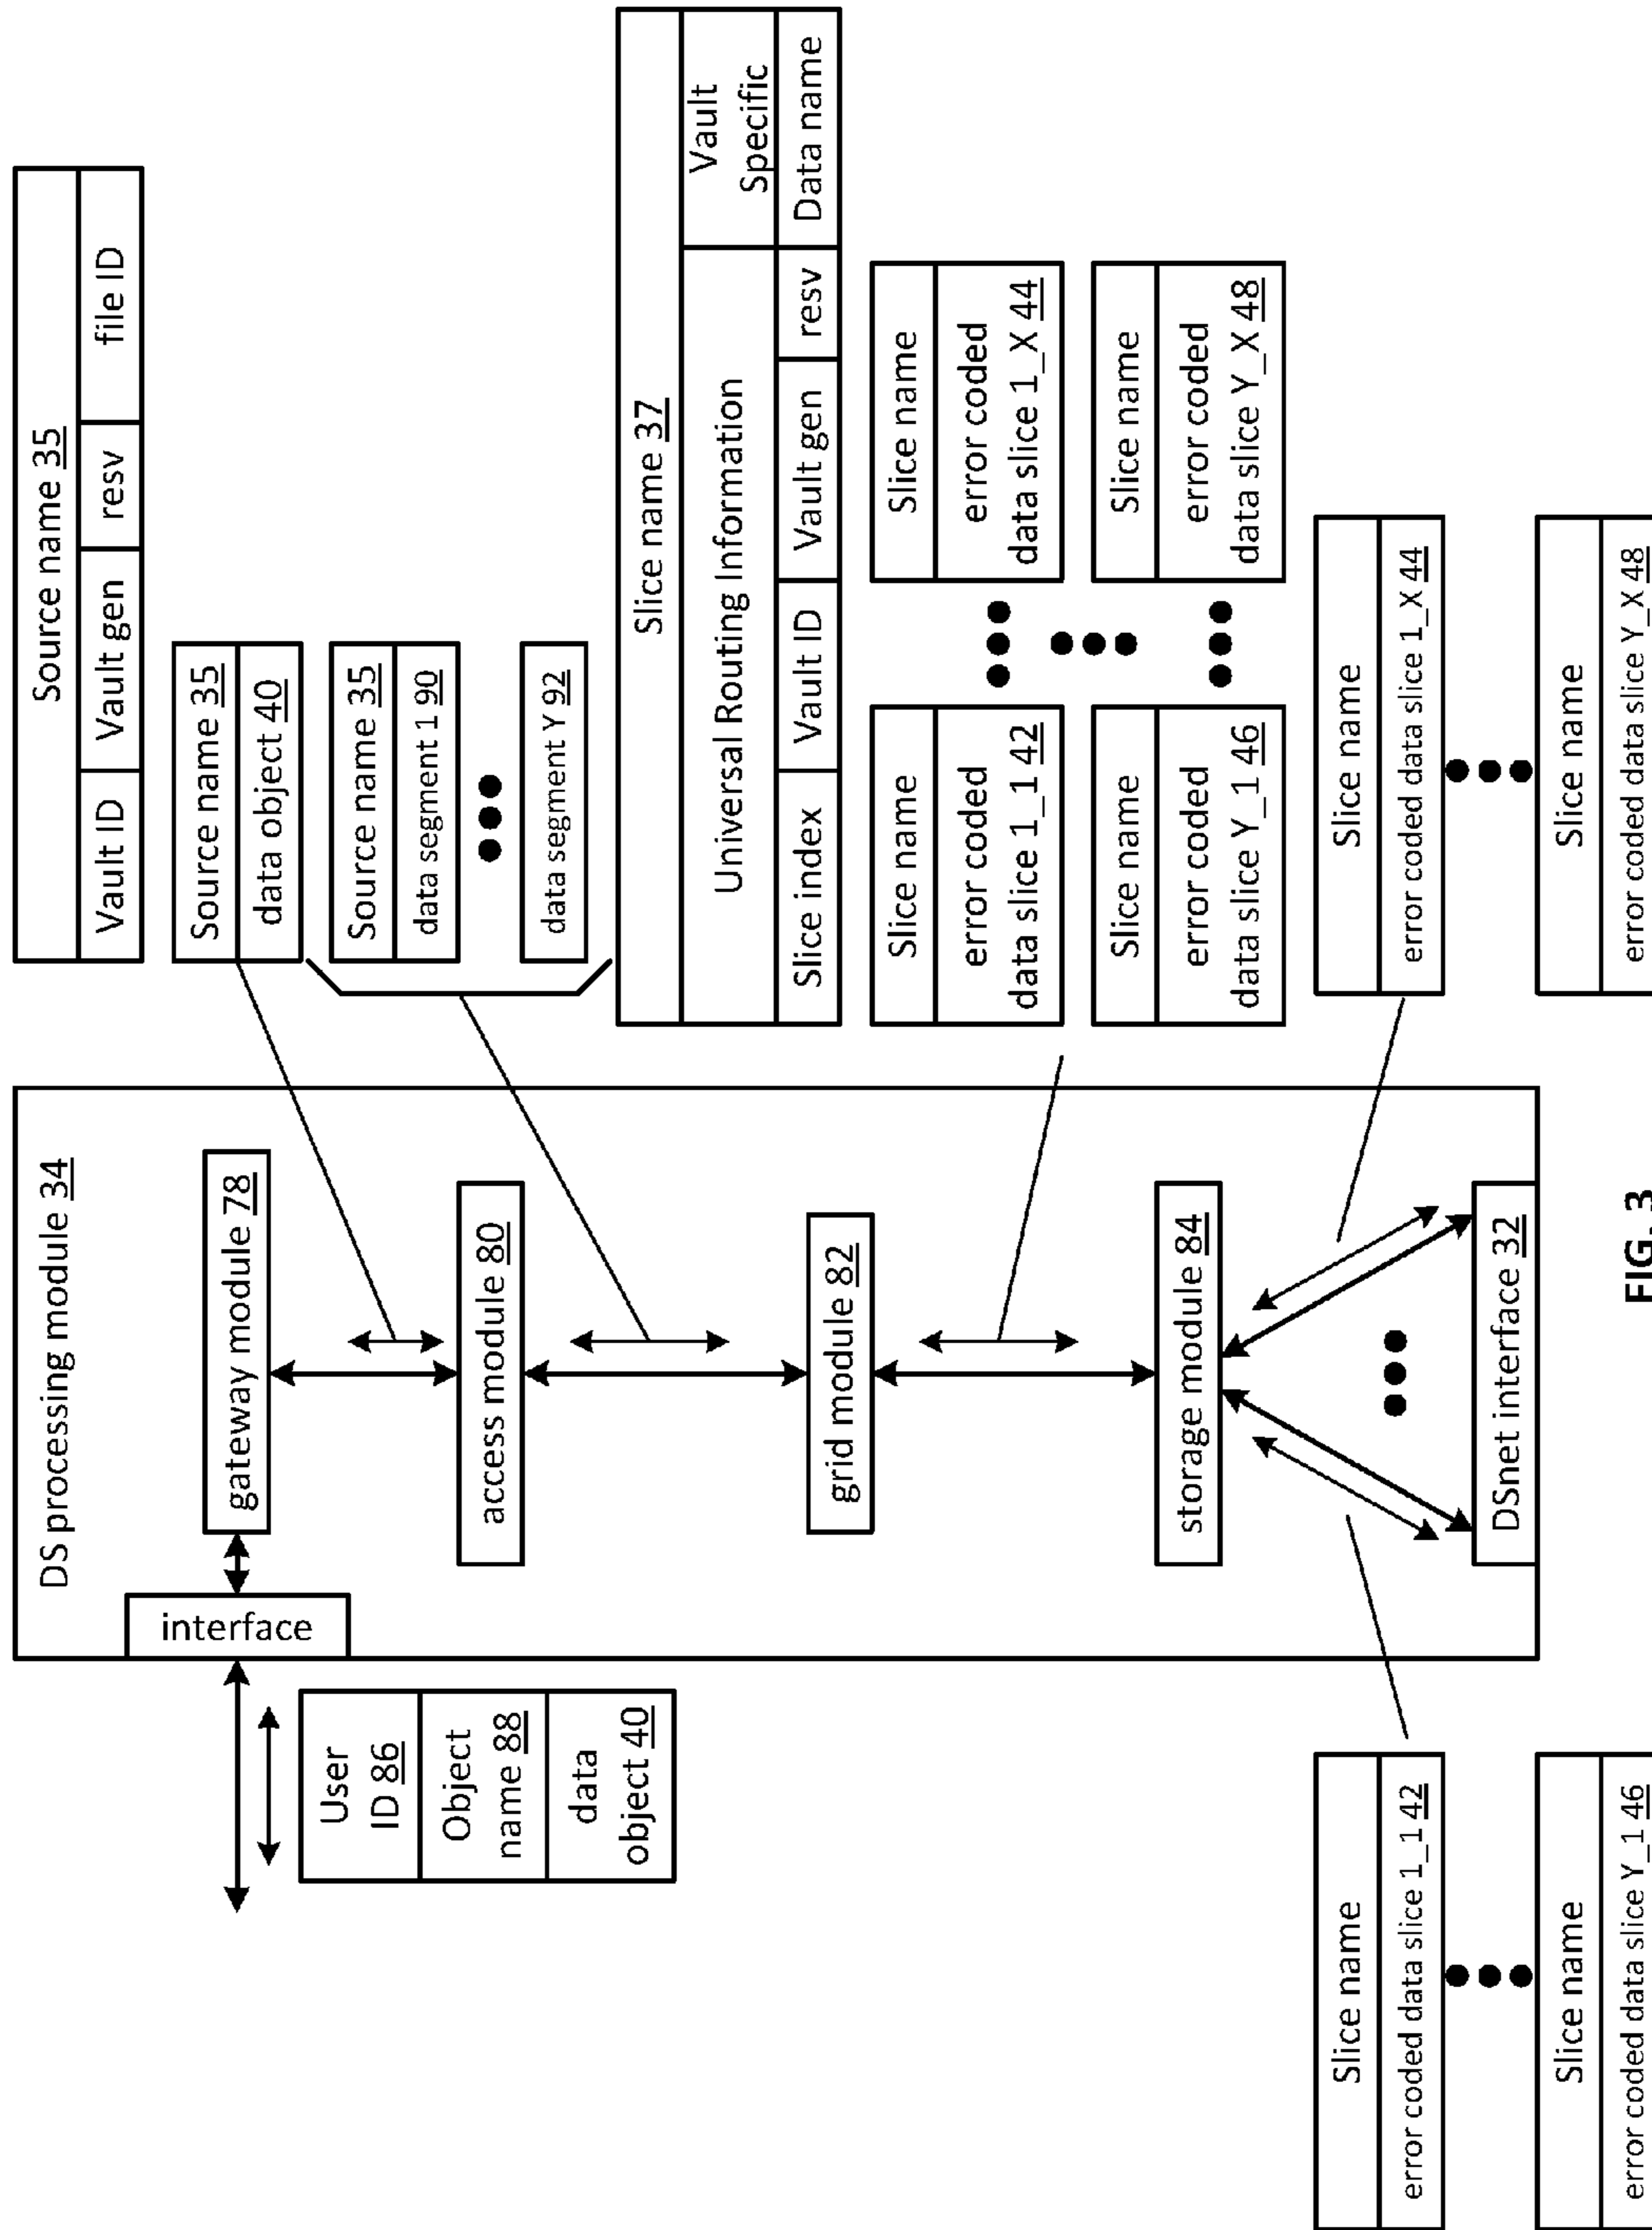 DS processing module 34
interface
gateway module 78
access module 80
grid module 82
storage module 84
DSnet interface 32
User
ID 86
Object
name 88
data
object 40
Source name 35
Vault ID
Vault gen
resv
file ID
Source name 35
data object 40
Source name 35
data segment 1 90
data segment Y 92
Slice name 37
Universal Routing Information
Vault
Specific
Slice index
Vault ID
Vault gen
resv
Data name
Slice name
error coded
data slice 1_1 42
Slice name
error coded
data slice 1_X 44
Slice name
error coded
data slice Y_1 46
Slice name
error coded
data slice Y_X 48
Slice name
error coded data slice 1_1 42
Slice name
error coded data slice Y_1 46
Slice name
error coded data slice 1_X 44
Slice name
error coded data slice Y_X 48
FIG. 3